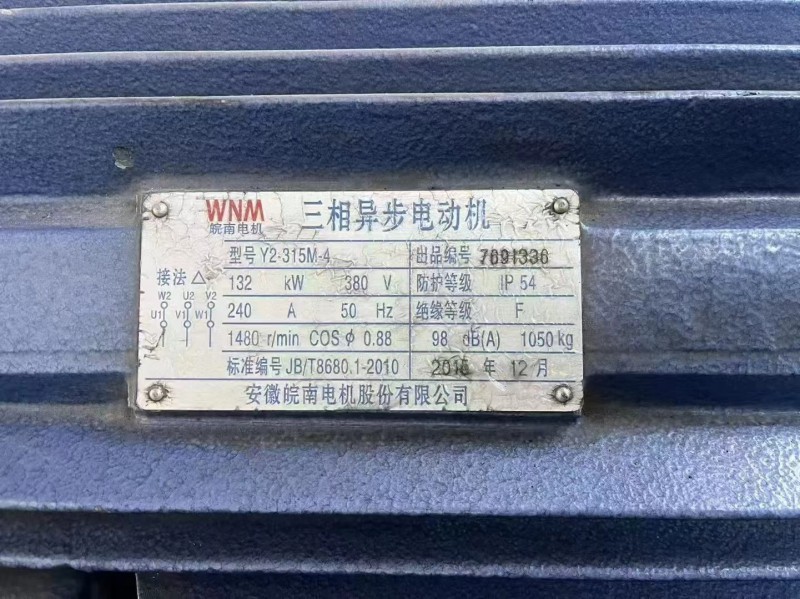 WNM 三相异步电动机
皖南电机
型号 Y2-315M-4 出品编号
接法 △ 132 kW 380 V 防护等级 IP 54
W2 U2 V2
240 A 50 Hz 绝缘等级 F
U1 V1 W1
1480 r/min COS ϕ 0.88 98 dB(A) 1050 kg
标准编号 JB/T8680.1-2010 年 12 月
安徽皖南电机股份有限公司